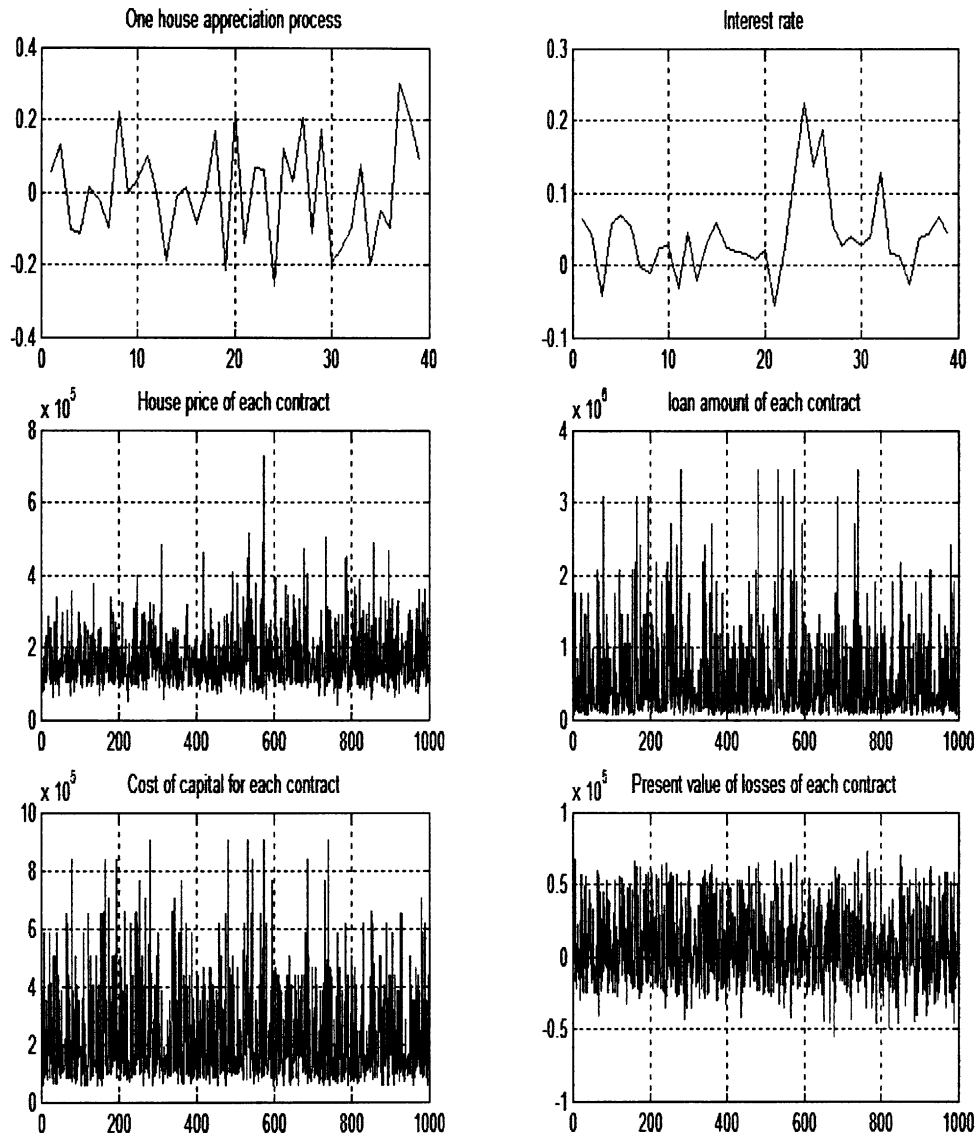 One house appreciation process
0.4
0.2
0
-0.2
-0.4
0 10 20 30 40
Interest rate
0.3
0.2
0.1
0
-0.1
0 10 20 30 40
x 10^5
House price of each contract
8
6
4
2
0
0 200 400 600 800 1000
x 10^6
loan amount of each contract
4
3
2
1
0
0 200 400 600 800 1000
x 10^5
Cost of capital for each contract
10
8
6
4
2
0
0 200 400 600 800 1000
x 10^5
Present value of losses of each contract
1
0.5
0
-0.5
-1
0 200 400 600 800 1000